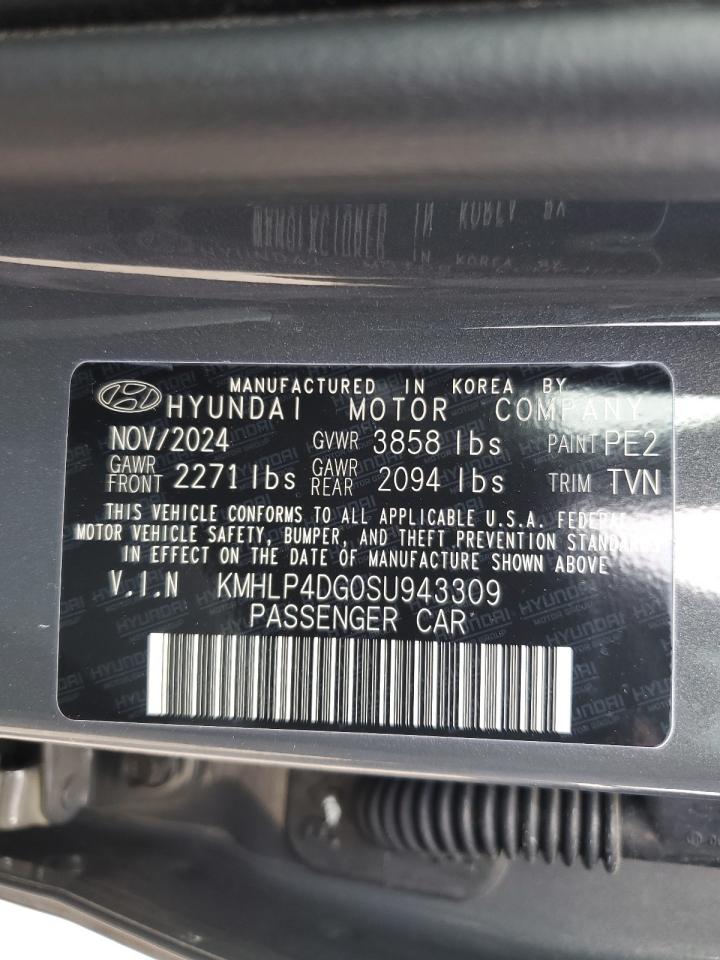 MANUFACTURED IN KOREA BY
HYUNDAI MOTOR COMPANY
NOV/2024 GVWR 3858 lbs PAINT PE2
GAWR FRONT 2271 lbs GAWR REAR 2094 lbs TRIM TVN
THIS VEHICLE CONFORMS TO ALL APPLICABLE U.S.A. FEDERAL
MOTOR VEHICLE SAFETY, BUMPER, AND THEFT PREVENTION STANDARDS
IN EFFECT ON THE DATE OF MANUFACTURE SHOWN ABOVE
V.I.N KMHLP4DG0SU943309
PASSENGER CAR